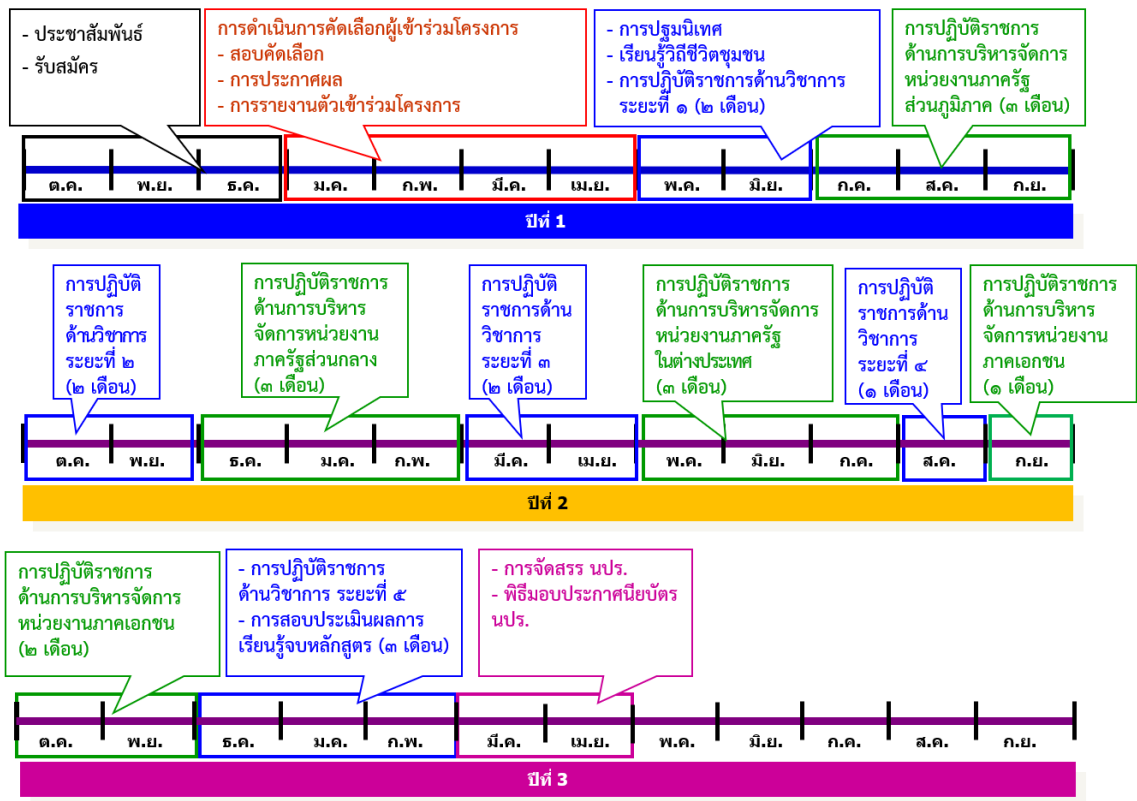 - ประชาสัมพันธ์
- รับสมัคร
การดำเนินการคัดเลือกผู้เข้าร่วมโครงการ
- สอบคัดเลือก
- การประกาศผล
- การรายงานตัวเข้าร่วมโครงการ
- การปฐมนิเทศ
- เรียนรู้วิถีชีวิตชุมชน
- การปฏิบัติราชการด้านวิชาการ
ระยะที่ ๑ (๒ เดือน)
การปฏิบัติราชการ
ด้านการบริหารจัดการ
หน่วยงานภาครัฐ
ส่วนภูมิภาค (๓ เดือน)
ต.ค. พ.ย. ธ.ค. ม.ค. ก.พ. มี.ค. เม.ย. พ.ค. มิ.ย. ก.ค. ส.ค. ก.ย.
ปีที่ 1
การปฏิบัติ
ราชการ
ด้านวิชาการ
ระยะที่ ๒
(๒ เดือน)
การปฏิบัติราชการ
ด้านการบริหาร
จัดการหน่วยงาน
ภาครัฐส่วนกลาง
(๓ เดือน)
การปฏิบัติ
ราชการด้าน
วิชาการ
ระยะที่ ๓
(๒ เดือน)
การปฏิบัติราชการ
ด้านการบริหารจัดการ
หน่วยงานภาครัฐ
ในต่างประเทศ
(๓ เดือน)
การปฏิบัติ
ราชการด้าน
วิชาการ
ระยะที่ ๔
(๑ เดือน)
การปฏิบัติราชการ
ด้านการบริหาร
จัดการหน่วยงาน
ภาคเอกชน
(๑ เดือน)
ต.ค. พ.ย. ธ.ค. ม.ค. ก.พ. มี.ค. เม.ย. พ.ค. มิ.ย. ก.ค. ส.ค. ก.ย.
ปีที่ 2
การปฏิบัติราชการ
ด้านการบริหารจัดการ
หน่วยงานภาคเอกชน
(๒ เดือน)
- การปฏิบัติราชการ
ด้านวิชาการ ระยะที่ ๕
- การสอบประเมินผลการ
เรียนรู้จบหลักสูตร (๓ เดือน)
- การจัดสรร นปร.
- พิธีมอบประกาศนียบัตร
นปร.
ต.ค. พ.ย. ธ.ค. ม.ค. ก.พ. มี.ค. เม.ย. พ.ค. มิ.ย. ก.ค. ส.ค. ก.ย.
ปีที่ 3